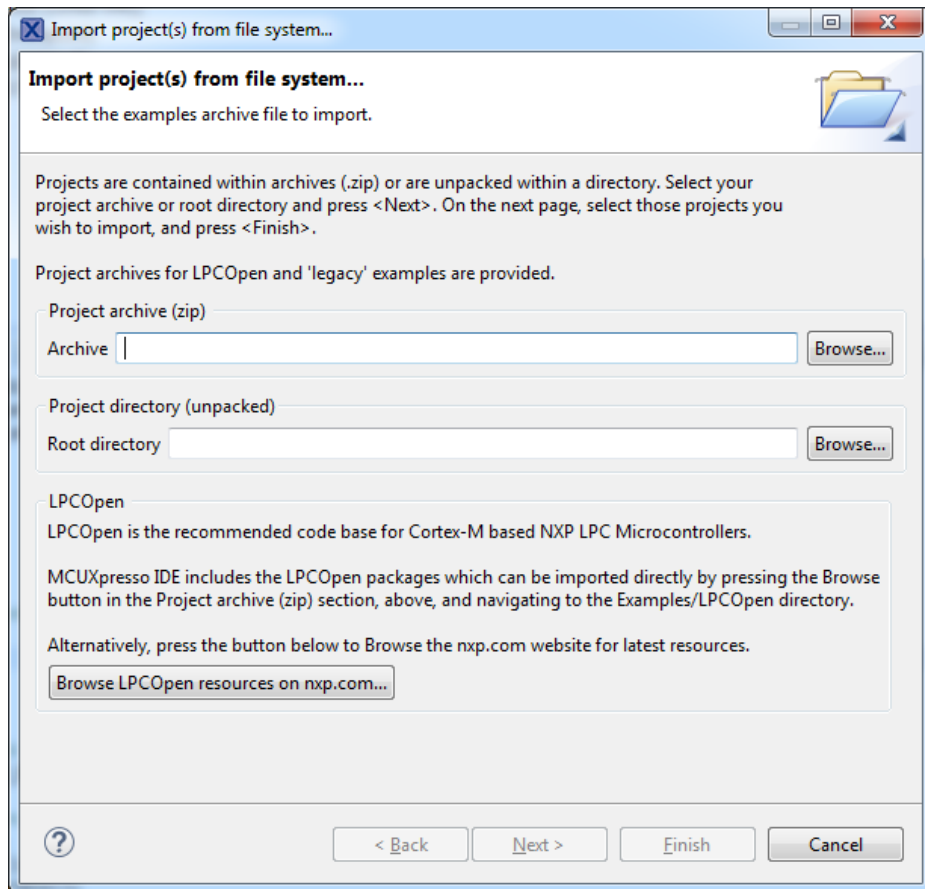 Import project(s) from file system...
Import project(s) from file system...
Select the examples archive file to import.
Projects are contained within archives (.zip) or are unpacked within a directory. Select your
project archive or root directory and press <Next>. On the next page, select those projects you
wish to import, and press <Finish>.
Project archives for LPCOpen and 'legacy' examples are provided.
Project archive (zip)
Archive Browse...
Project directory (unpacked)
Root directory Browse...
LPCOpen
LPCOpen is the recommended code base for Cortex-M based NXP LPC Microcontrollers.
MCUXpresso IDE includes the LPCOpen packages which can be imported directly by pressing the Browse
button in the Project archive (zip) section, above, and navigating to the Examples/LPCOpen directory.
Alternatively, press the button below to Browse the nxp.com website for latest resources.
Browse LPCOpen resources on nxp.com...
? < Back Next > Finish Cancel